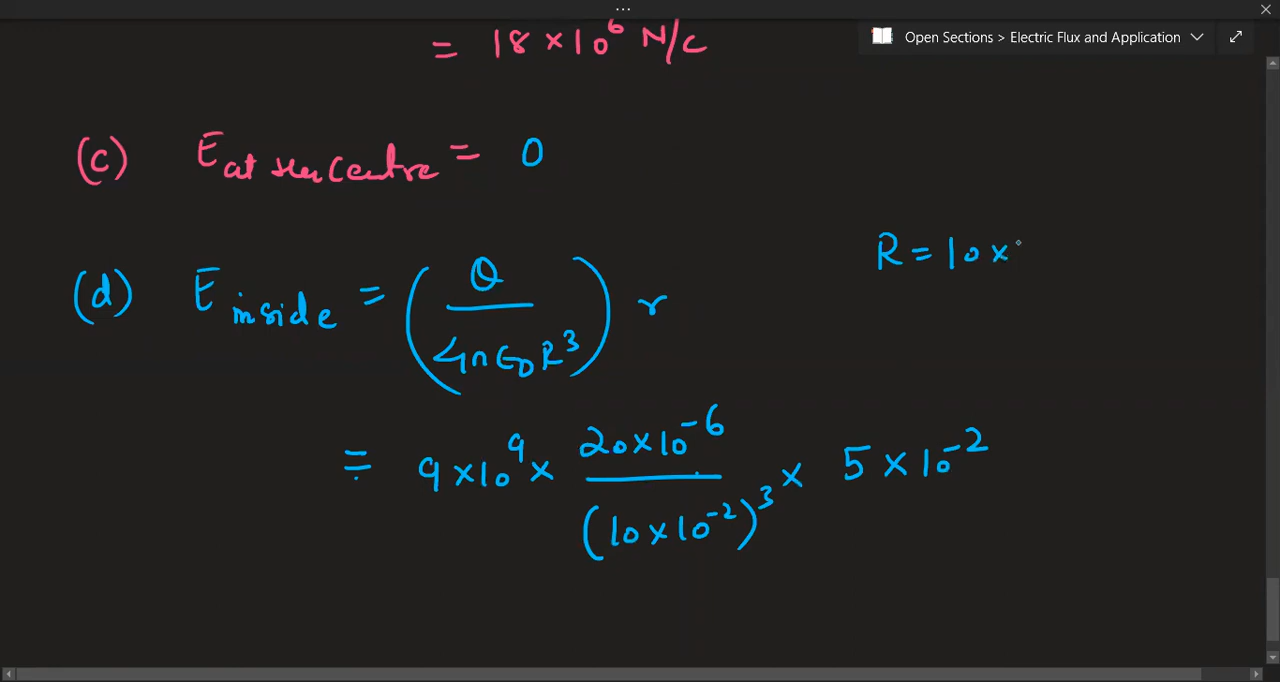 ...
= 18 × 10⁶ N/C
Open Sections > Electric Flux and Application
(c) E at the centre = 0
R = 10 ×
(d) E inside = (Q / 4πϵ₀R³) r
= 9 × 10⁹ × 20 × 10⁻⁶ / (10 × 10⁻²)³ × 5 × 10⁻²